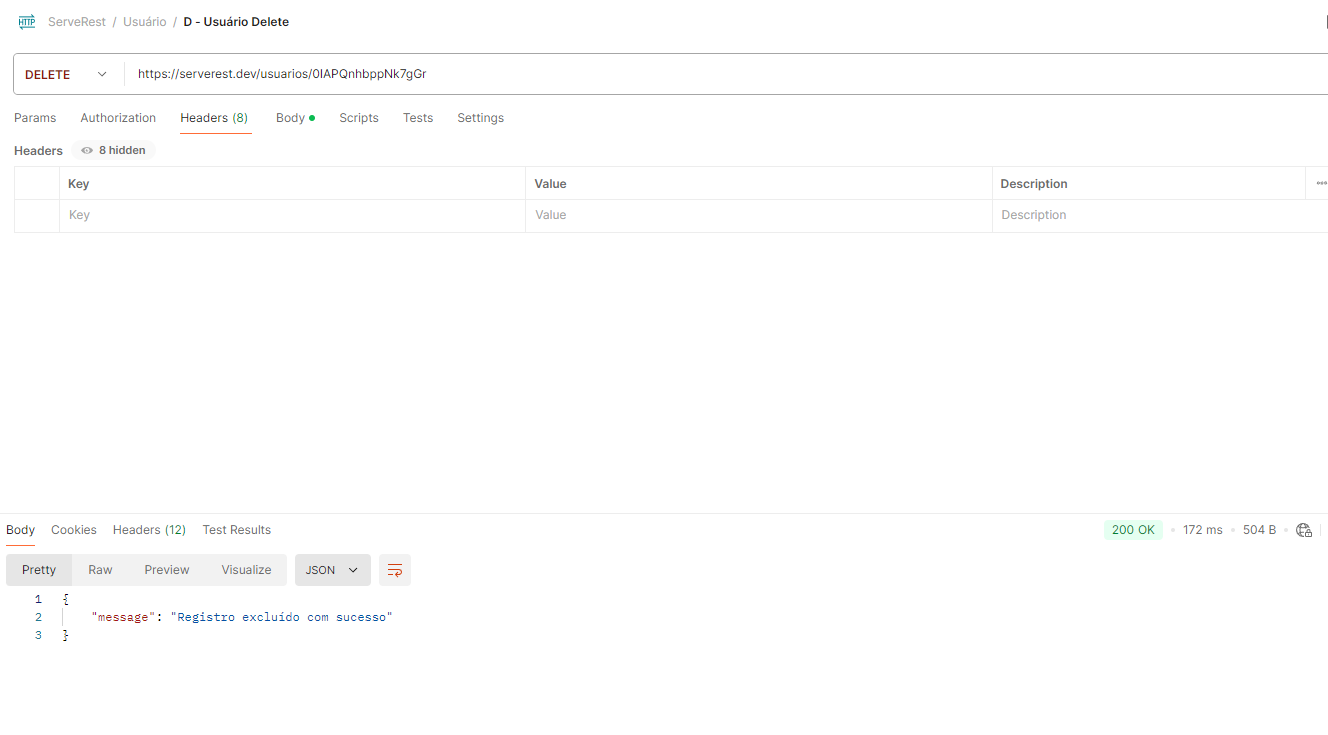 HTTP ServeRest / Usuário / D - Usuário Delete
DELETE https://serverest.dev/usuarios/0IAPQnhbppNk7gGr
Params Authorization Headers (8) Body Scripts Tests Settings
Headers 8 hidden
Key Value Description
Key Value Description
Body Cookies Headers (12) Test Results 200 OK • 172 ms • 504 B •
Pretty Raw Preview Visualize JSON
1 {
2 "message": "Registro excluído com sucesso"
3 }